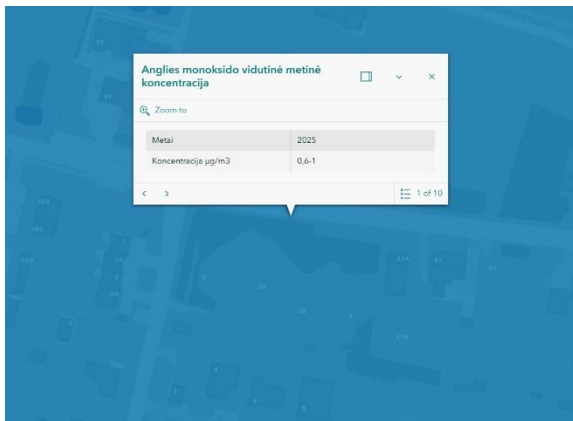 Anglies monoksido vidutinė metinė
koncentracija
Zoom to
Metai 2025
Koncentracija µg/m3 0,6-1
1 of 10